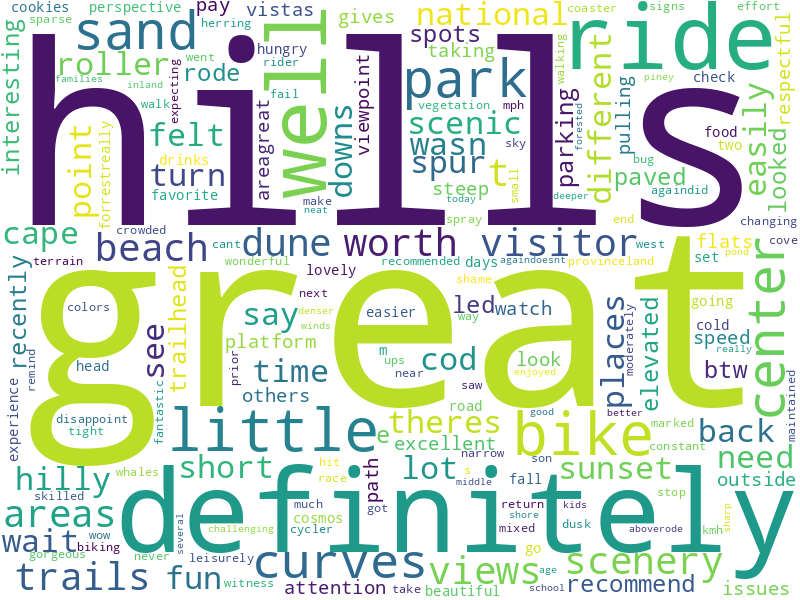 cookies perspective pay vistas herring gives national coaster signs effort
sparse
sand hungry spots taking ride
interesting roller went rode rider well park different walking respectful
families inland expecting fail downs viewpoint vegetation mph pulling check
walk areagreat scenic sky parking forested easily
point forrestreally felt hills wasn piney food two
drinks spur t bug looked
turn steep small paved deeper againdid
favorite make today end changing
cape crowded neat spray
beach dune worth visitor west flats cove
terrain cant wonderful recommended days againdoesnt provinceland set pond
recently colors great lovely shame going center
trailhead next denser led watch places moderately elevated cold speed
see say winds easier way really
remind head platform m cod look btw
prior ups near saw enjoyed
experience disappoint fantastic time others road good better maintained
tight little e theres bike marked back
excellent narrow son constant need
hilly whales short hit path lot s fall sunset outside
skilled race got middle stop
areas definitely much cosmos return shore kids
wow several challenging cycler mixed dusk aboverode kmh sharp
wait biking never curves go scenery
gorgeous leisurely views age
trails fun witness attention take beautiful school recommend issues